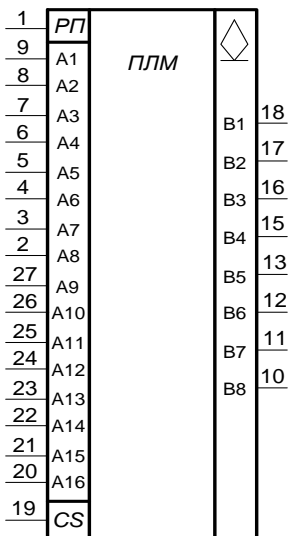 1 РП ПЛМ
9 A1
8 A2
7 A3
6 A4
5 A5
4 A6
3 A7
2 A8
27 A9
26 A10
25 A11
24 A12
23 A13
22 A14
21 A15
20 A16
19 CS
B1 18
B2 17
B3 16
B4 15
B5 13
B6 12
B7 11
B8 10